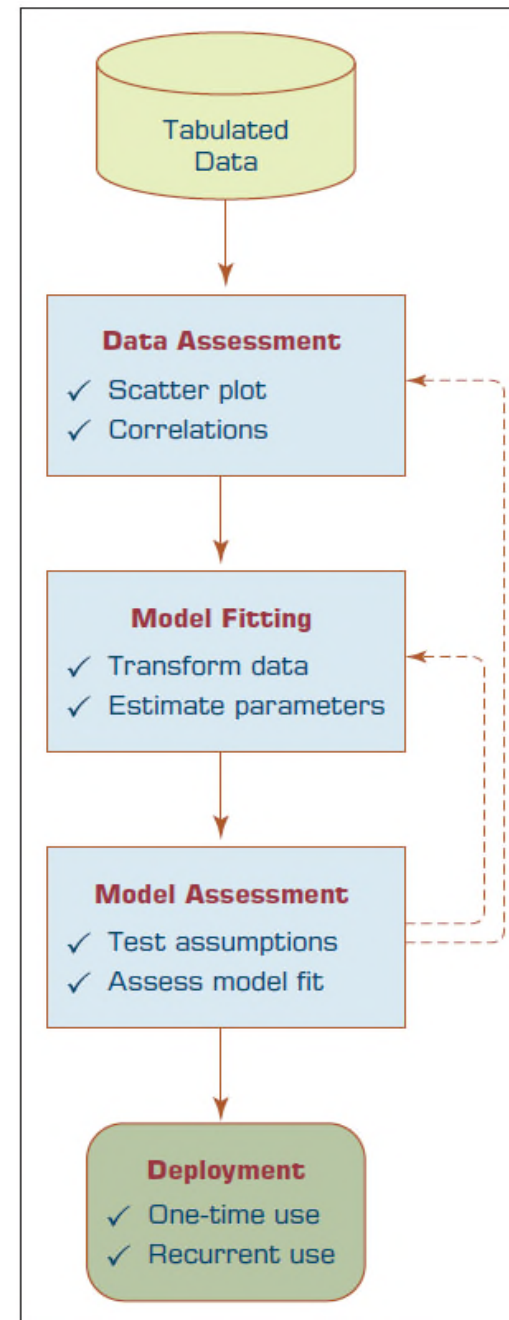 Tabulated
Data
Data Assessment
✓ Scatter plot
✓ Correlations
Model Fitting
✓ Transform data
✓ Estimate parameters
Model Assessment
✓ Test assumptions
✓ Assess model fit
Deployment
✓ One-time use
✓ Recurrent use